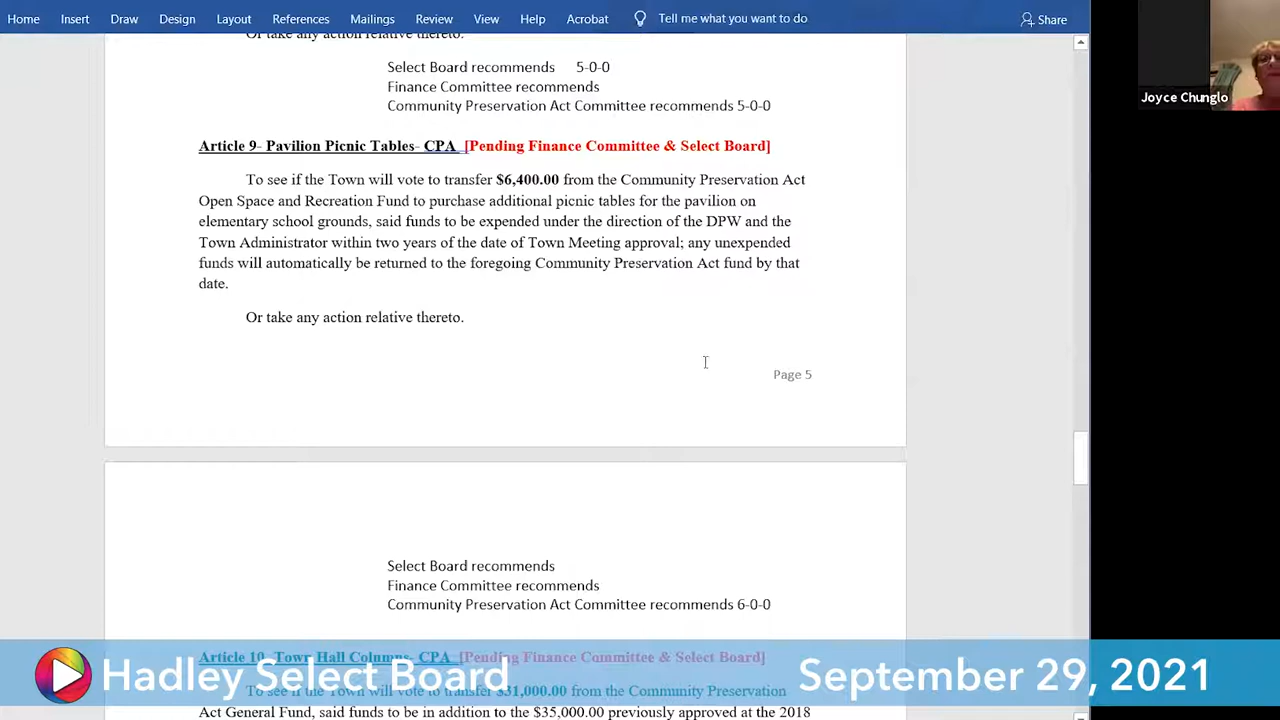 Home Insert Draw Design Layout References Mailings Review View Help Acrobat Tell me what you want to do Share
Or take any action relative thereto.
Select Board recommends 5-0-0
Finance Committee recommends
Community Preservation Act Committee recommends 5-0-0
Joyce Chunglo
Article 9- Pavilion Picnic Tables- CPA [Pending Finance Committee & Select Board]
To see if the Town will vote to transfer $6,400.00 from the Community Preservation Act
Open Space and Recreation Fund to purchase additional picnic tables for the pavilion on
elementary school grounds, said funds to be expended under the direction of the DPW and the
Town Administrator within two years of the date of Town Meeting approval; any unexpended
funds will automatically be returned to the foregoing Community Preservation Act fund by that
date.
Or take any action relative thereto.
Page 5
Select Board recommends
Finance Committee recommends
Community Preservation Act Committee recommends 6-0-0
Article 10- Town Hall Columns- CPA [Pending Finance Committee & Select Board]
Hadley Select Board September 29, 2021
To see if the Town will vote to transfer $31,000.00 from the Community Preservation
Act General Fund, said funds to be in addition to the $35,000.00 previously approved at the 2018